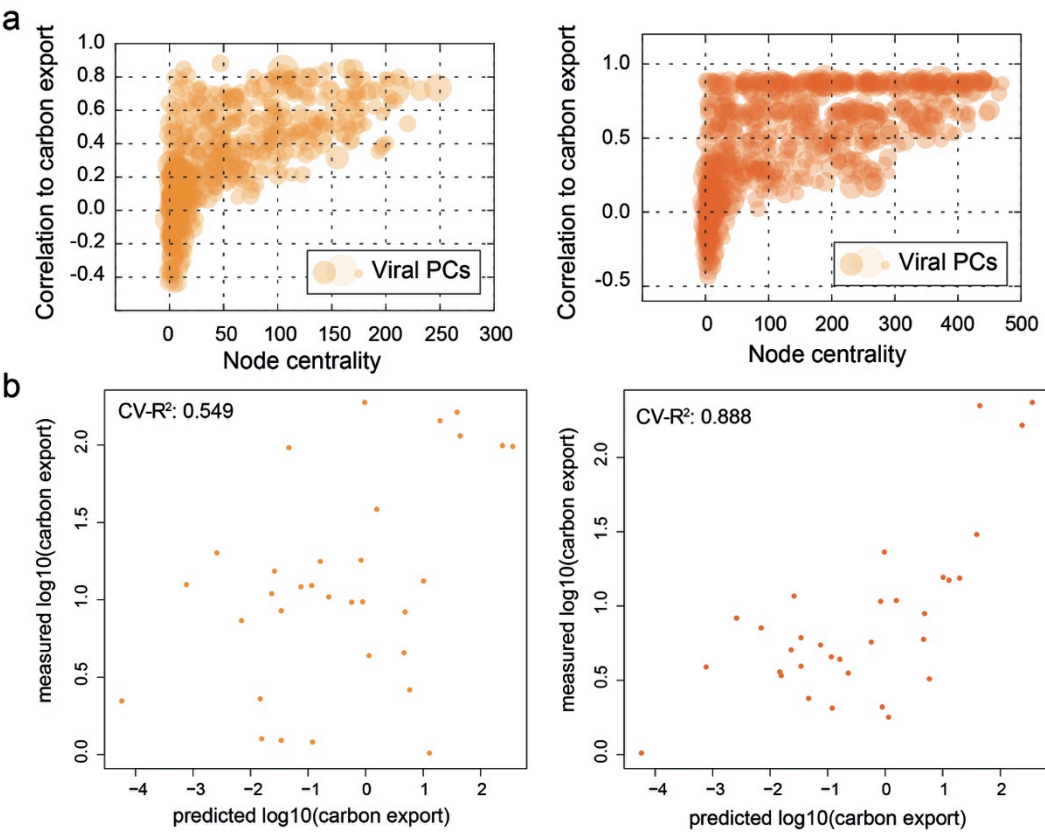 a
Correlation to carbon export
1.0
0.8
0.6
0.4
0.2
0.0
-0.2
-0.4
Viral PCs
0 50 100 150 200 250 300
Node centrality
Correlation to carbon export
1.0
0.5
0.0
-0.5
Viral PCs
0 100 200 300 400 500
Node centrality
b
CV-R²: 0.549
measured log10(carbon export)
2.0
1.5
1.0
0.5
0.0
−4 −3 −2 −1 0 1 2
predicted log10(carbon export)
CV-R²: 0.888
measured log10(carbon export)
2.0
1.5
1.0
0.5
0.0
−4 −3 −2 −1 0 1 2
predicted log10(carbon export)